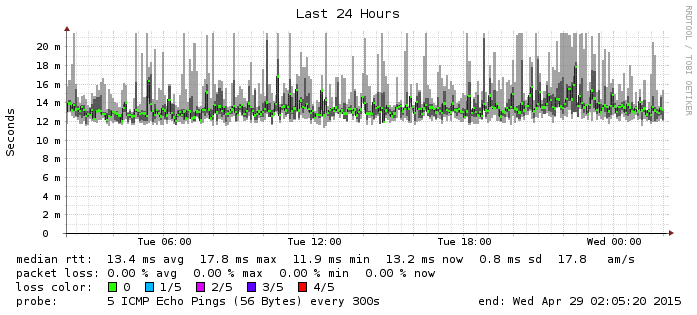 Last 24 Hours
RRDTOOL / TOBI OETIKER
Seconds
20 m
18 m
16 m
14 m
12 m
10 m
8 m
6 m
4 m
2 m
0
Tue 06:00 Tue 12:00 Tue 18:00 Wed 00:00
median rtt: 13.4 ms avg 17.8 ms max 11.9 ms min 13.2 ms now 0.8 ms sd 17.8 am/s
packet loss: 0.00 % avg 0.00 % max 0.00 % min 0.00 % now
loss color: 0 1/5 2/5 3/5 4/5
probe: 5 ICMP Echo Pings (56 Bytes) every 300s end: Wed Apr 29 02:05:20 2015